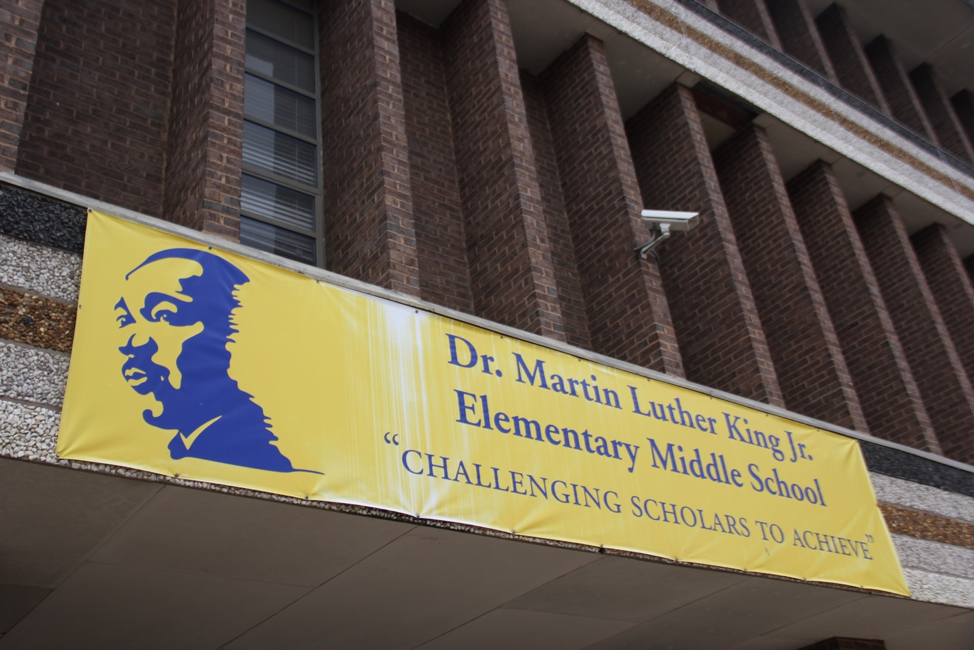 Dr. Martin Luther King Jr.
Elementary Middle School
“CHALLENGING SCHOLARS TO ACHIEVE”